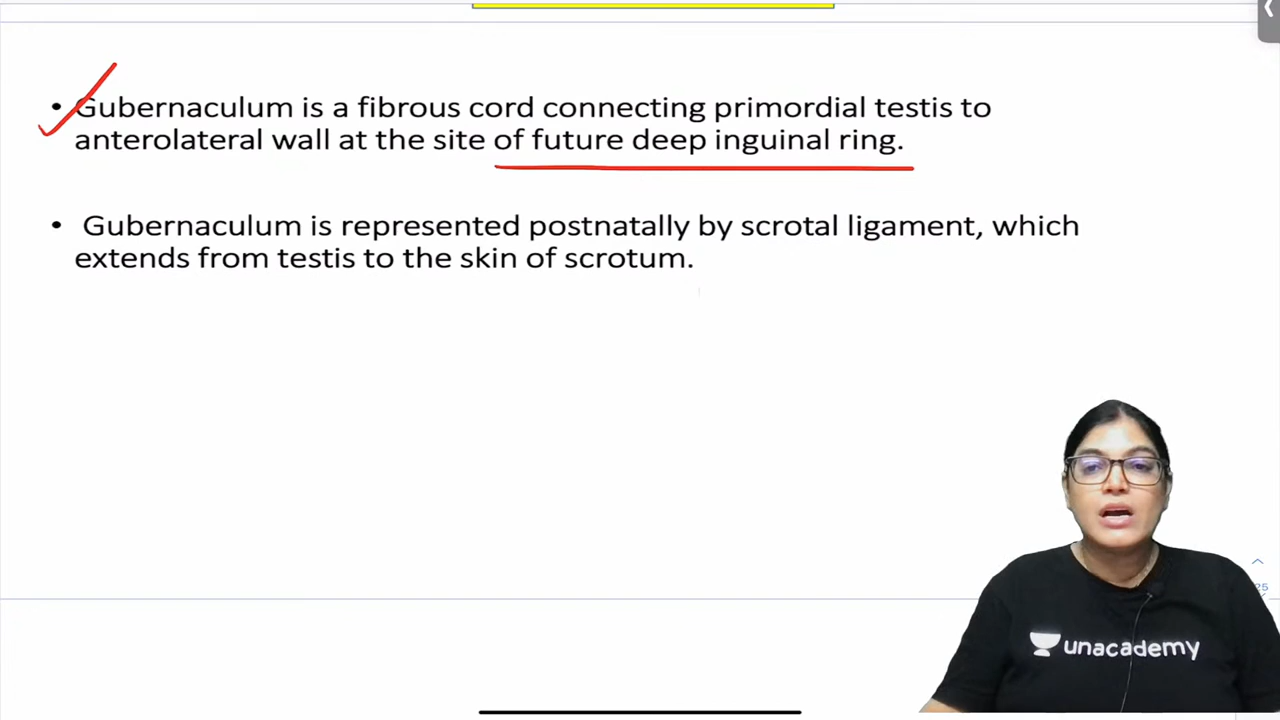 • Gubernaculum is a fibrous cord connecting primordial testis to
anterolateral wall at the site of future deep inguinal ring.
• Gubernaculum is represented postnatally by scrotal ligament, which
extends from testis to the skin of scrotum.
25
unacademy